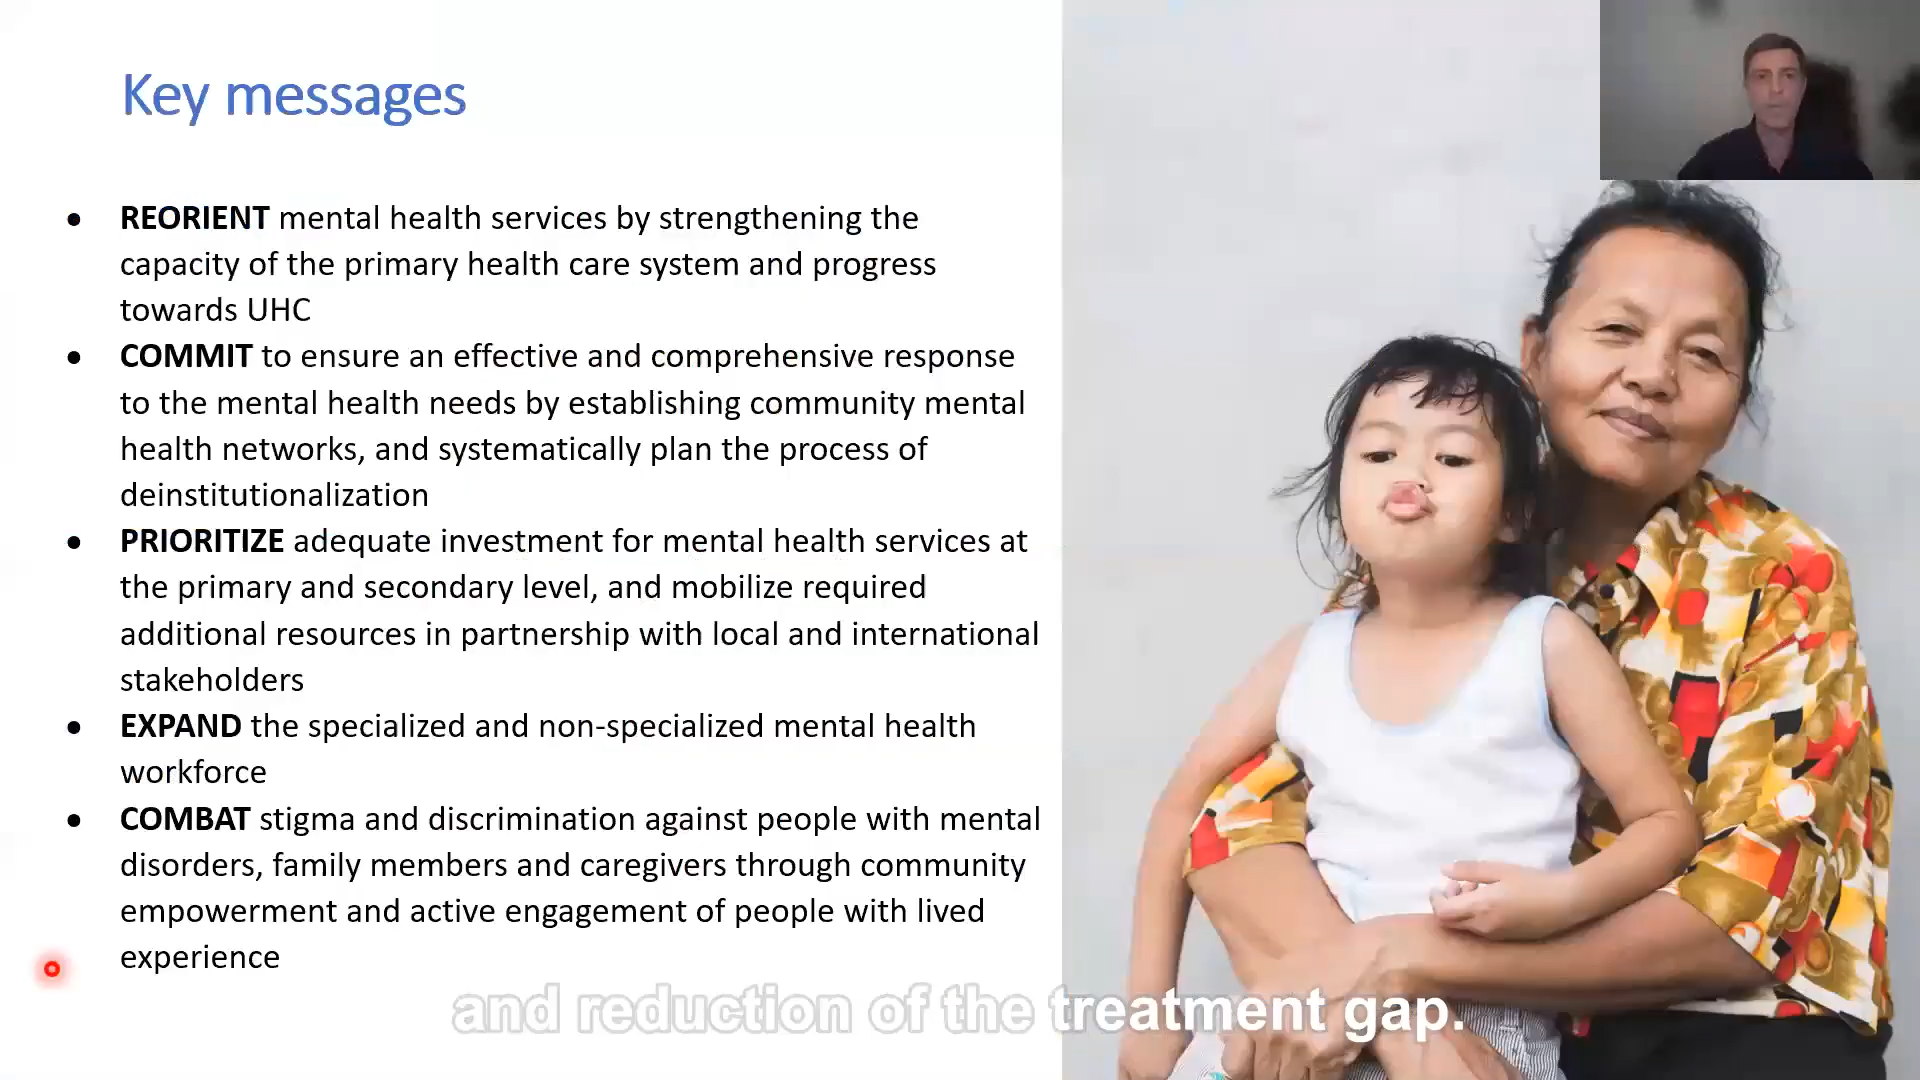 Key messages
● REORIENT mental health services by strengthening the
capacity of the primary health care system and progress
towards UHC
● COMMIT to ensure an effective and comprehensive response
to the mental health needs by establishing community mental
health networks, and systematically plan the process of
deinstitutionalization
● PRIORITIZE adequate investment for mental health services at
the primary and secondary level, and mobilize required
additional resources in partnership with local and international
stakeholders
● EXPAND the specialized and non-specialized mental health
workforce
● COMBAT stigma and discrimination against people with mental
disorders, family members and caregivers through community
empowerment and active engagement of people with lived
experience
and reduction of the treatment gap.